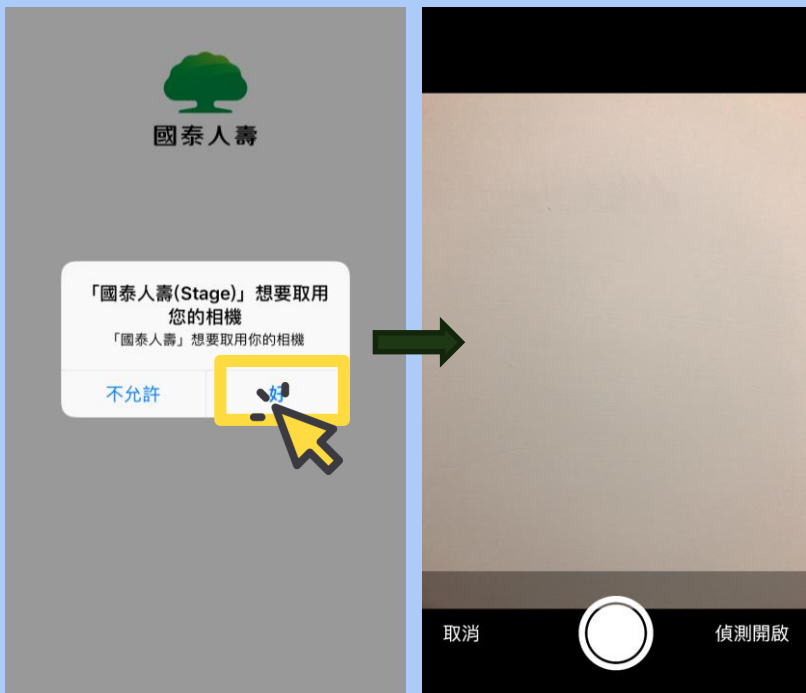 國泰人壽
「國泰人壽(Stage)」想要取用
您的相機
「國泰人壽」想要取用你的相機
不允許
好
取消
偵測開啟